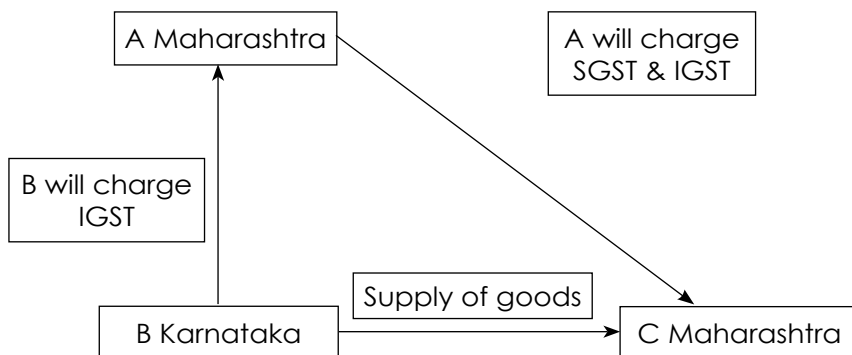 A Maharashtra
A will charge
SGST & IGST
B will charge
IGST
Supply of goods
B Karnataka
C Maharashtra